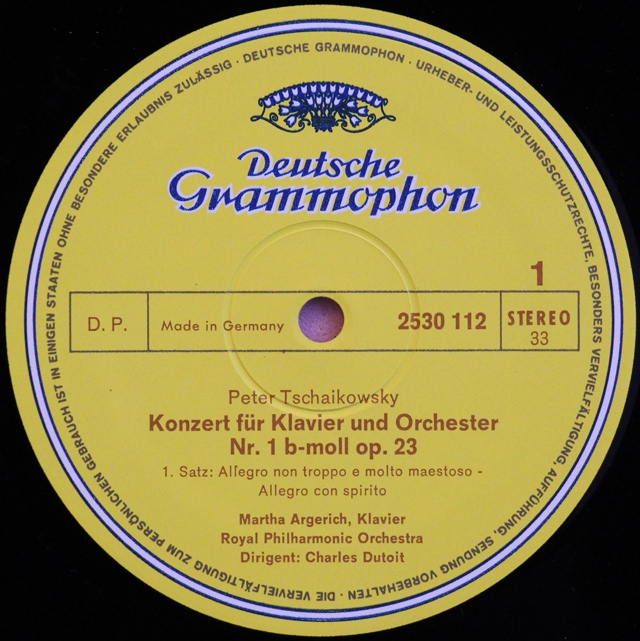 DEUTSCHE GRAMMOPHON · URHEBER- UND LEISTUNGSSCHUTZRECHTE, BESONDERS VERVIELFÄLTIGUNG, AUFFÜHRUNG, SENDUNG VORBEHALTEN · DIE VERVIELFÄLTIGUNG ZUM PERSÖNLICHEN GEBRAUCH IST IN EINIGEN STAATEN OHNE BESONDERE ERLAUBNIS ZULÄSSIG ·
Deutsche
Grammophon
1
D. P.
Made in Germany
2530 112
STEREO
33
Peter Tschaikowsky
Konzert für Klavier und Orchester
Nr. 1 b-moll op. 23
1. Satz: Allegro non troppo e molto maestoso -
Allegro con spirito
Martha Argerich, Klavier
Royal Philharmonic Orchestra
Dirigent: Charles Dutoit